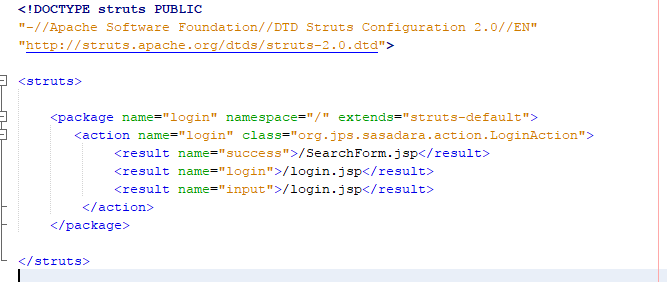 <!DOCTYPE struts PUBLIC
"-//Apache Software Foundation//DTD Struts Configuration 2.0//EN"
"http://struts.apache.org/dtds/struts-2.0.dtd">
<struts>
<package name="login" namespace="/" extends="struts-default">
<action name="login" class="org.jps.sasadara.action.LoginAction">
<result name="success">/SearchForm.jsp</result>
<result name="login">/login.jsp</result>
<result name="input">/login.jsp</result>
</action>
</package>
</struts>